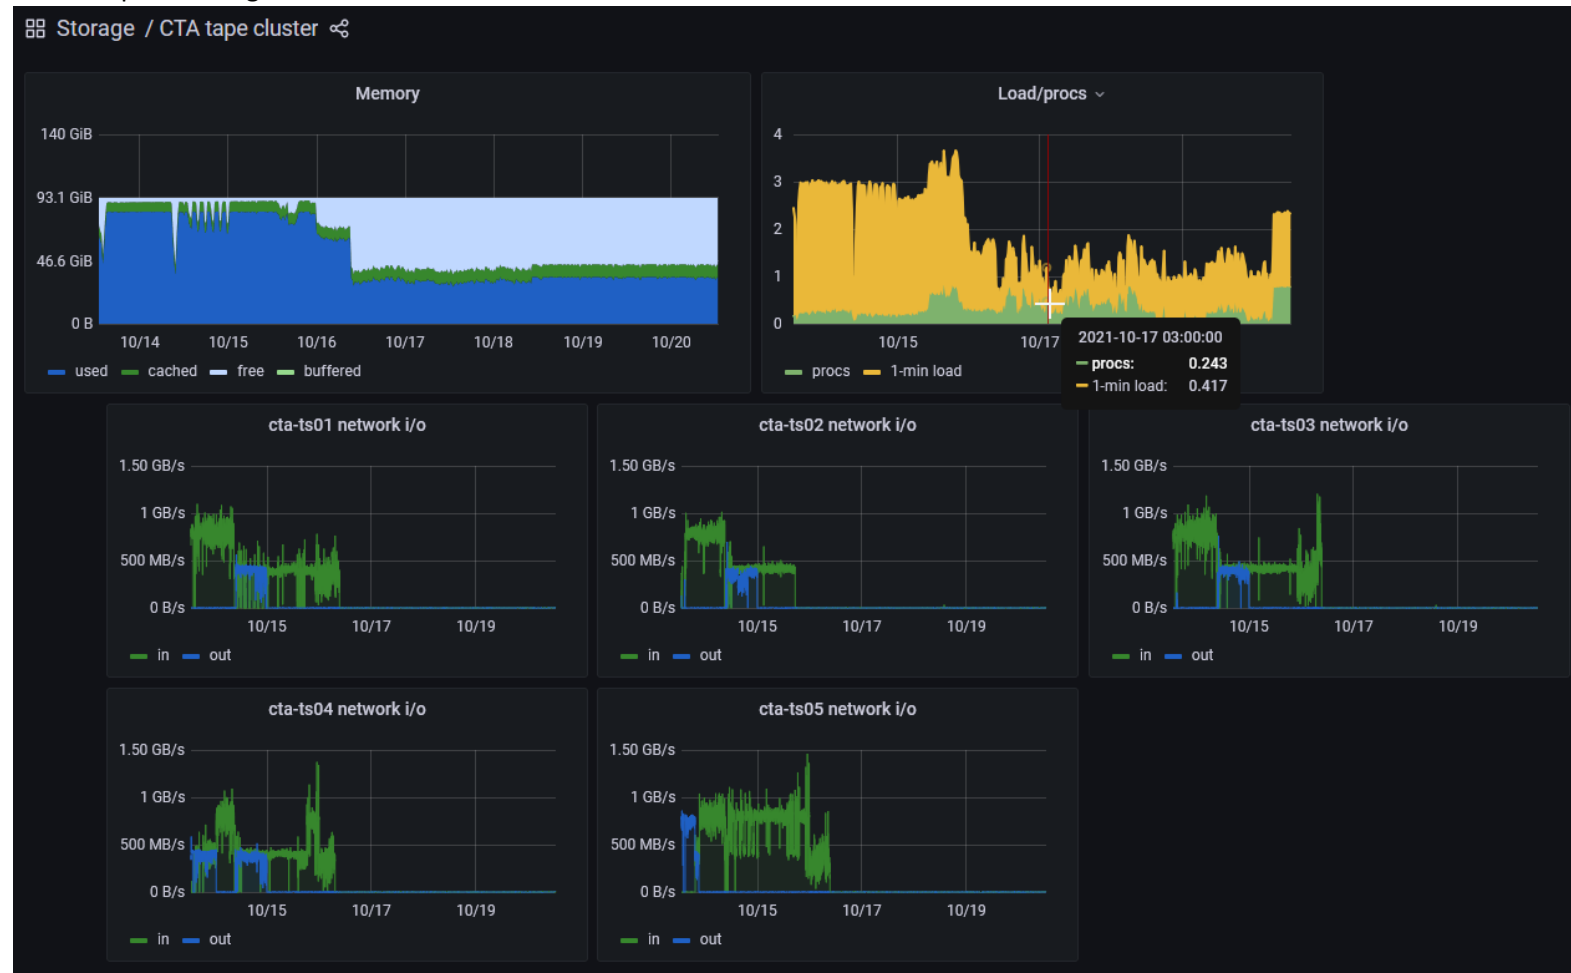 Storage / CTA tape cluster
Memory
140 GiB
93.1 GiB
46.6 GiB
0 B
10/14 10/15 10/16 10/17 10/18 10/19 10/20
used cached free buffered
Load/procs
4
3
2
1
0
10/15 10/17
procs 1-min load
2021-10-17 03:00:00
procs: 0.243
1-min load: 0.417
cta-ts01 network i/o
1.50 GB/s
1 GB/s
500 MB/s
0 B/s
10/15 10/17 10/19
in out
cta-ts02 network i/o
1.50 GB/s
1 GB/s
500 MB/s
0 B/s
10/15 10/17 10/19
in out
cta-ts03 network i/o
1.50 GB/s
1 GB/s
500 MB/s
0 B/s
10/15 10/17 10/19
in out
cta-ts04 network i/o
1.50 GB/s
1 GB/s
500 MB/s
0 B/s
10/15 10/17 10/19
in out
cta-ts05 network i/o
1.50 GB/s
1 GB/s
500 MB/s
0 B/s
10/15 10/17 10/19
in out